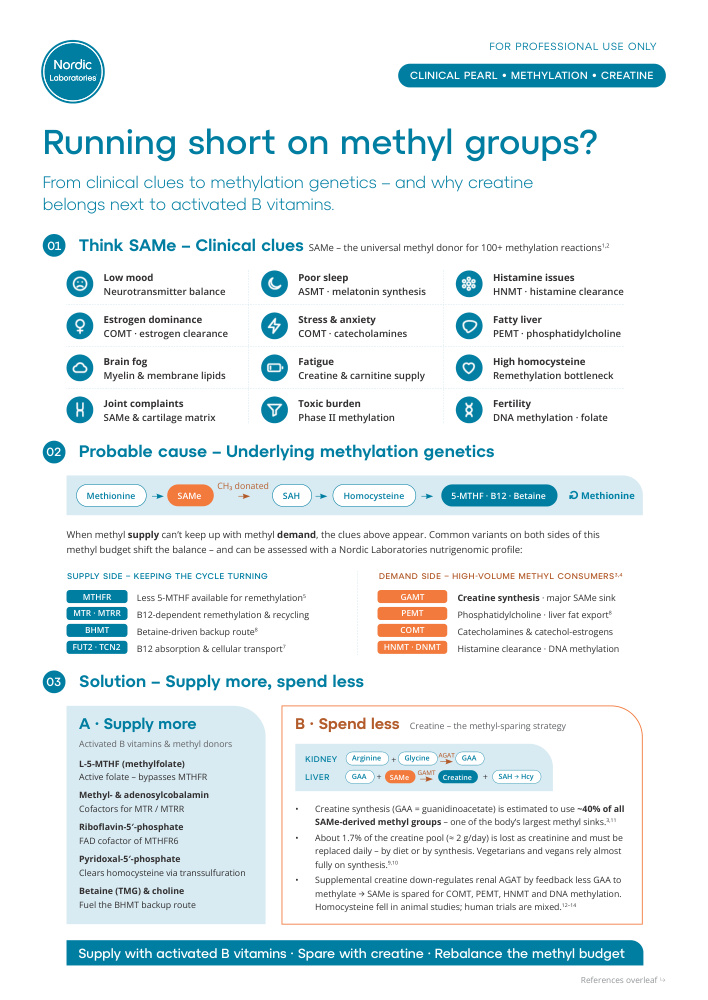 Nordic
Laboratories
FOR PROFESSIONAL USE ONLY
CLINICAL PEARL • METHYLATION • CREATINE
Running short on methyl groups?
From clinical clues to methylation genetics – and why creatine
belongs next to activated B vitamins.
01 Think SAMe – Clinical clues SAMe – the universal methyl donor for 100+ methylation reactions¹,²
Low mood
Neurotransmitter balance
Poor sleep
ASMT · melatonin synthesis
Histamine issues
HNMT · histamine clearance
Estrogen dominance
COMT · estrogen clearance
Stress & anxiety
COMT · catecholamines
Fatty liver
PEMT · phosphatidylcholine
Brain fog
Myelin & membrane lipids
Fatigue
Creatine & carnitine supply
High homocysteine
Remethylation bottleneck
Joint complaints
SAMe & cartilage matrix
Toxic burden
Phase II methylation
Fertility
DNA methylation · folate
02 Probable cause – Underlying methylation genetics
Methionine → SAMe CH₃ donated → SAH → Homocysteine → 5-MTHF · B12 · Betaine Methionine
When methyl supply can't keep up with methyl demand, the clues above appear. Common variants on both sides of this
methyl budget shift the balance – and can be assessed with a Nordic Laboratories nutrigenomic profile:
SUPPLY SIDE – KEEPING THE CYCLE TURNING
MTHFR Less 5-MTHF available for remethylation⁵
MTR · MTRR B12-dependent remethylation & recycling
BHMT Betaine-driven backup route⁶
FUT2 · TCN2 B12 absorption & cellular transport⁷
DEMAND SIDE – HIGH-VOLUME METHYL CONSUMERS³,⁴
GAMT Creatine synthesis · major SAMe sink
PEMT Phosphatidylcholine · liver fat export⁸
COMT Catecholamines & catechol-estrogens
HNMT · DNMT Histamine clearance · DNA methylation
03 Solution – Supply more, spend less
A · Supply more
Activated B vitamins & methyl donors
L-5-MTHF (methylfolate)
Active folate – bypasses MTHFR
Methyl- & adenosylcobalamin
Cofactors for MTR / MTRR
Riboflavin-5′-phosphate
FAD cofactor of MTHFR6
Pyridoxal-5′-phosphate
Clears homocysteine via transsulfuration
Betaine (TMG) & choline
Fuel the BHMT backup route
B · Spend less Creatine – the methyl-sparing strategy
KIDNEY Arginine + Glycine AGAT → GAA
LIVER GAA + SAMe GAMT → Creatine + SAH → Hcy
• Creatine synthesis (GAA = guanidinoacetate) is estimated to use ~40% of all
SAMe-derived methyl groups – one of the body's largest methyl sinks.³,¹¹
• About 1.7% of the creatine pool (≈ 2 g/day) is lost as creatinine and must be
replaced daily – by diet or by synthesis. Vegetarians and vegans rely almost
fully on synthesis.⁹,¹⁰
• Supplemental creatine down-regulates renal AGAT by feedback less GAA to
methylate → SAMe is spared for COMT, PEMT, HNMT and DNA methylation.
Homocysteine fell in animal studies; human trials are mixed.¹²⁻¹⁴
Supply with activated B vitamins · Spare with creatine · Rebalance the methyl budget
References overleaf